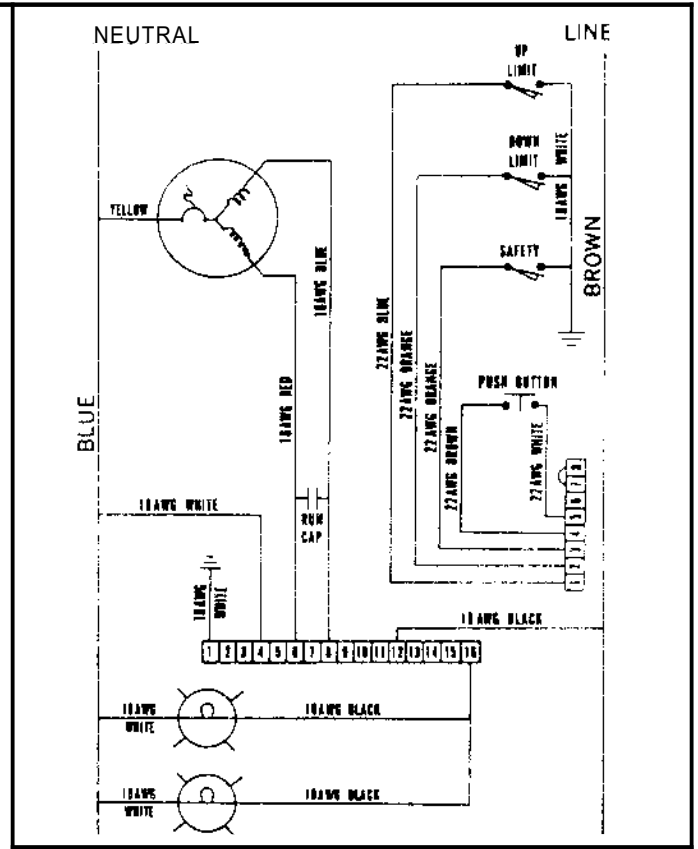 NEUTRAL
LINE
UP
LIMIT
DOWN
LIMIT
18AWG WHITE
SAFETY
BROWN
YELLOW
18AWG BLUE
18AWG RED
22AWG BLUE
22AWG ORANGE
22AWG ORANGE
22AWG BROWN
PUSH BUTTON
22AWG WHITE
BLUE
18AWG WHITE
RUN
CAP
18AWG
WHITE
8
7
6
5
4
3
2
1
18AWG BLACK
1 2 3 4 5 6 7 8 9 10 11 12 13 14 15 16
18AWG
WHITE
18AWG BLACK
18AWG
WHITE
18AWG BLACK